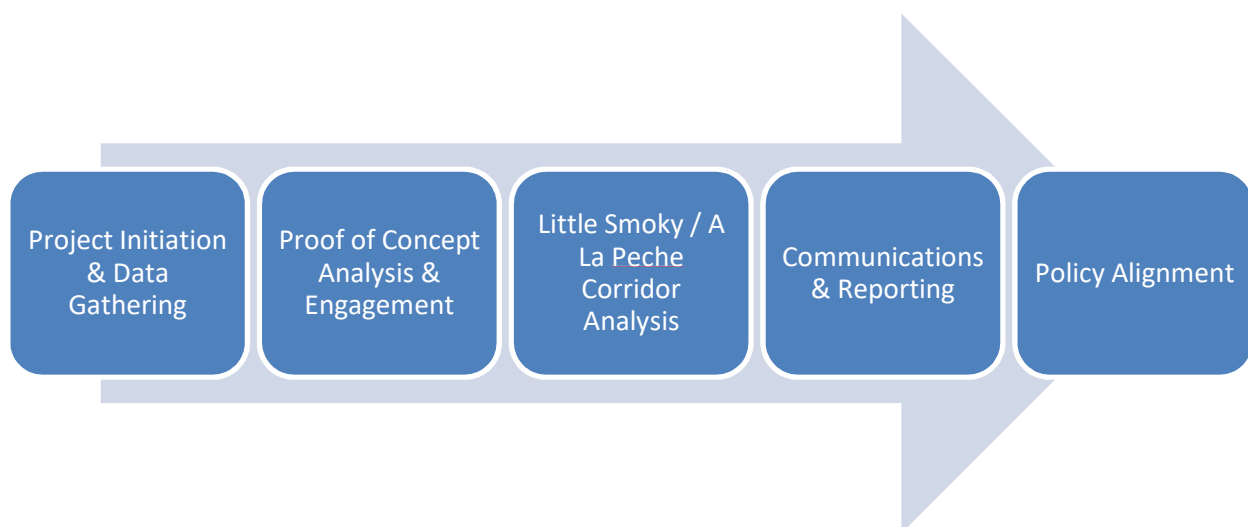 Project Initiation
& Data
Gathering
Proof of Concept
Analysis &
Engagement
Little Smoky / A
La Peche
Corridor
Analysis
Communications
& Reporting
Policy Alignment